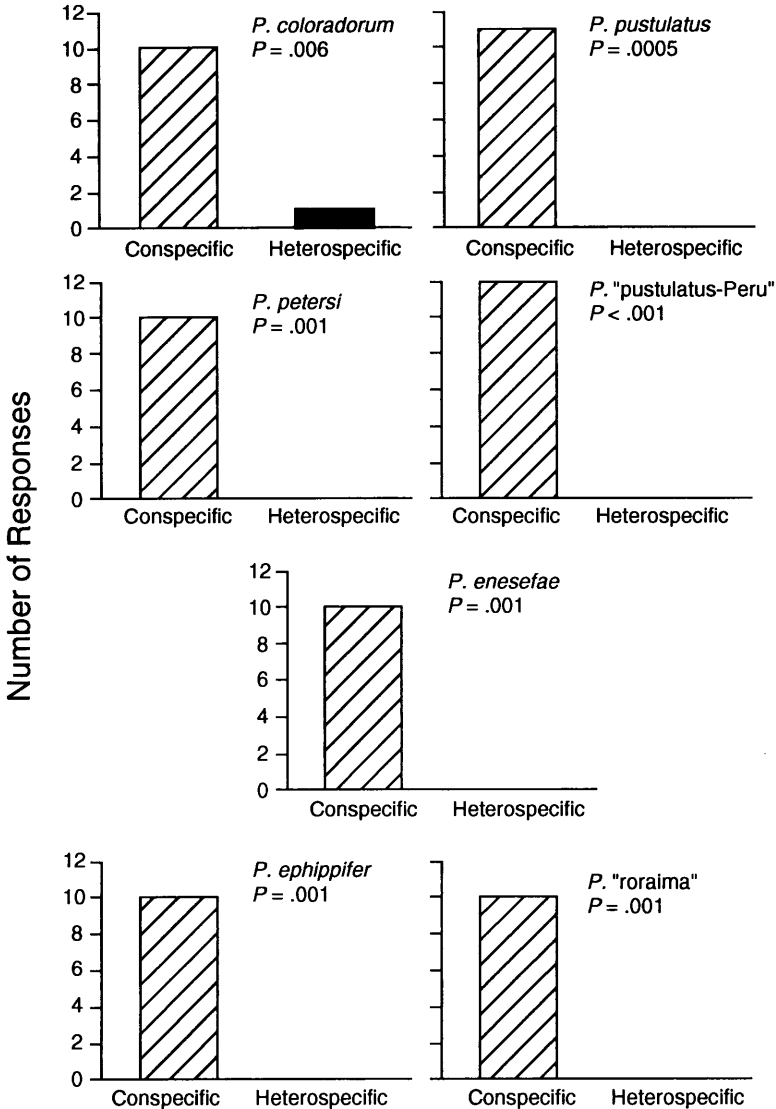 Number of Responses
12
10
8
6
4
2
0
P. coloradorum
P = .006
Conspecific Heterospecific
P. pustulatus
P = .0005
Conspecific Heterospecific
12
10
8
6
4
2
0
P. petersi
P = .001
Conspecific Heterospecific
P. "pustulatus-Peru"
P < .001
Conspecific Heterospecific
12
10
8
6
4
2
0
P. enesefae
P = .001
Conspecific Heterospecific
12
10
8
6
4
2
0
P. ephippifer
P = .001
Conspecific Heterospecific
P. "roraima"
P = .001
Conspecific Heterospecific